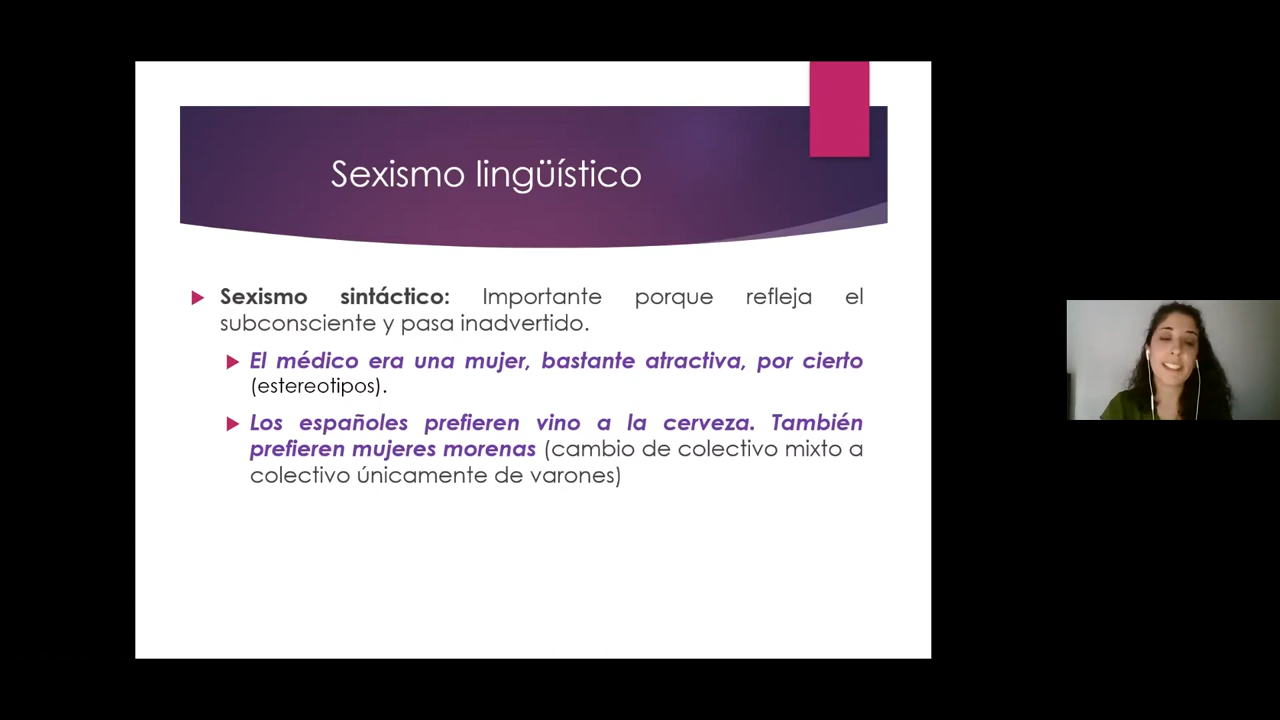 Sexismo lingüístico
Sexismo sintáctico: Importante porque refleja el
subconsciente y pasa inadvertido.
El médico era una mujer, bastante atractiva, por cierto
(estereotipos).
Los españoles prefieren vino a la cerveza. También
prefieren mujeres morenas (cambio de colectivo mixto a
colectivo únicamente de varones)